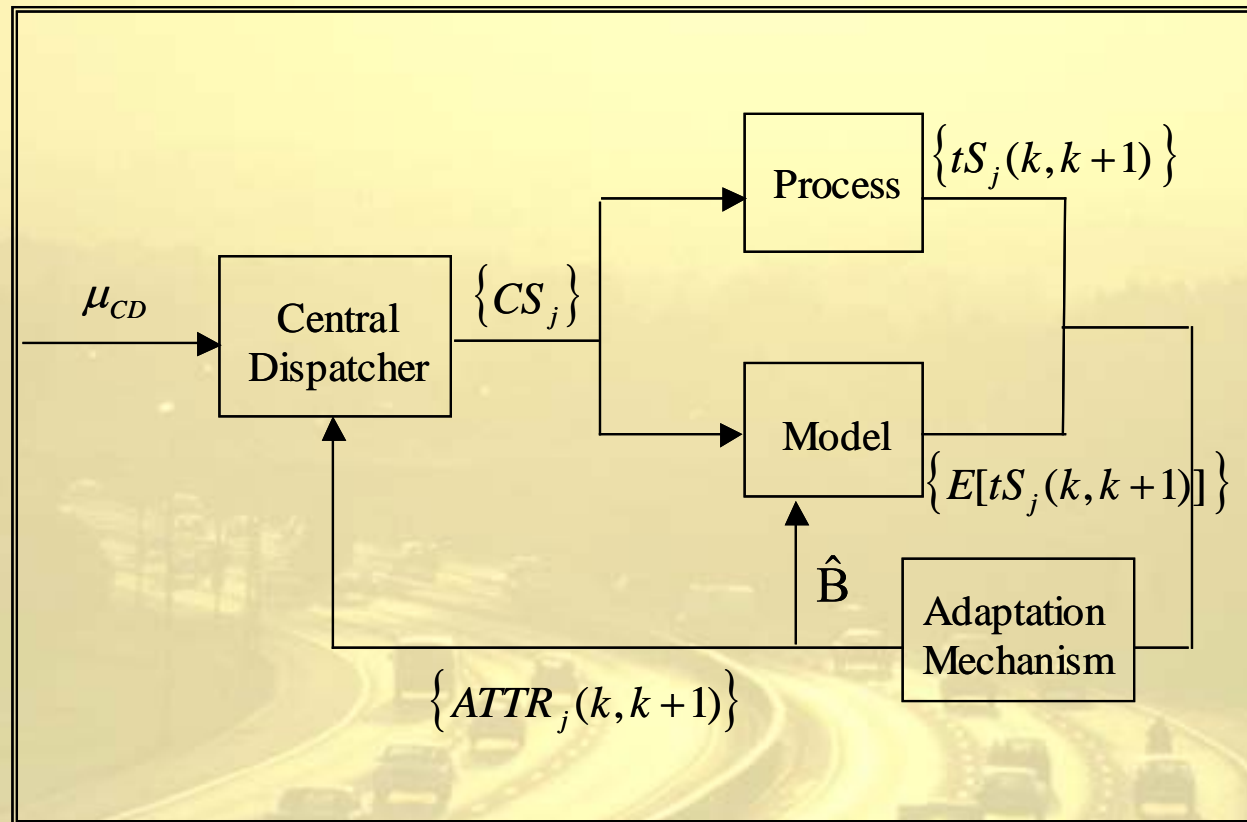 μ_CD
Central
Dispatcher
{CS_j}
Process
{tS_j(k,k+1)}
Model
{E[tS_j(k,k+1)]}
B̂
Adaptation
Mechanism
{ATTR_j(k,k+1)}